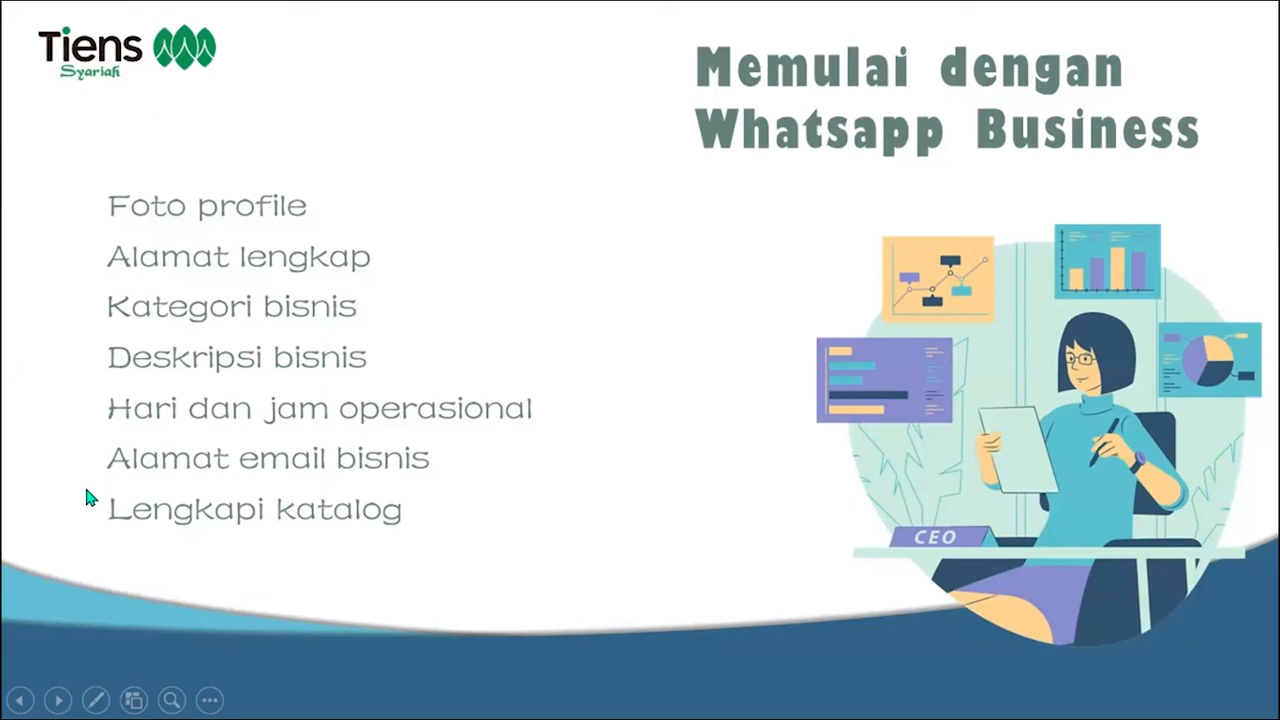 Tiens
Syariah
Memulai dengan
Whatsapp Business
Foto profile
Alamat lengkap
Kategori bisnis
Deskripsi bisnis
Hari dan jam operasional
Alamat email bisnis
Lengkapi katalog
CEO